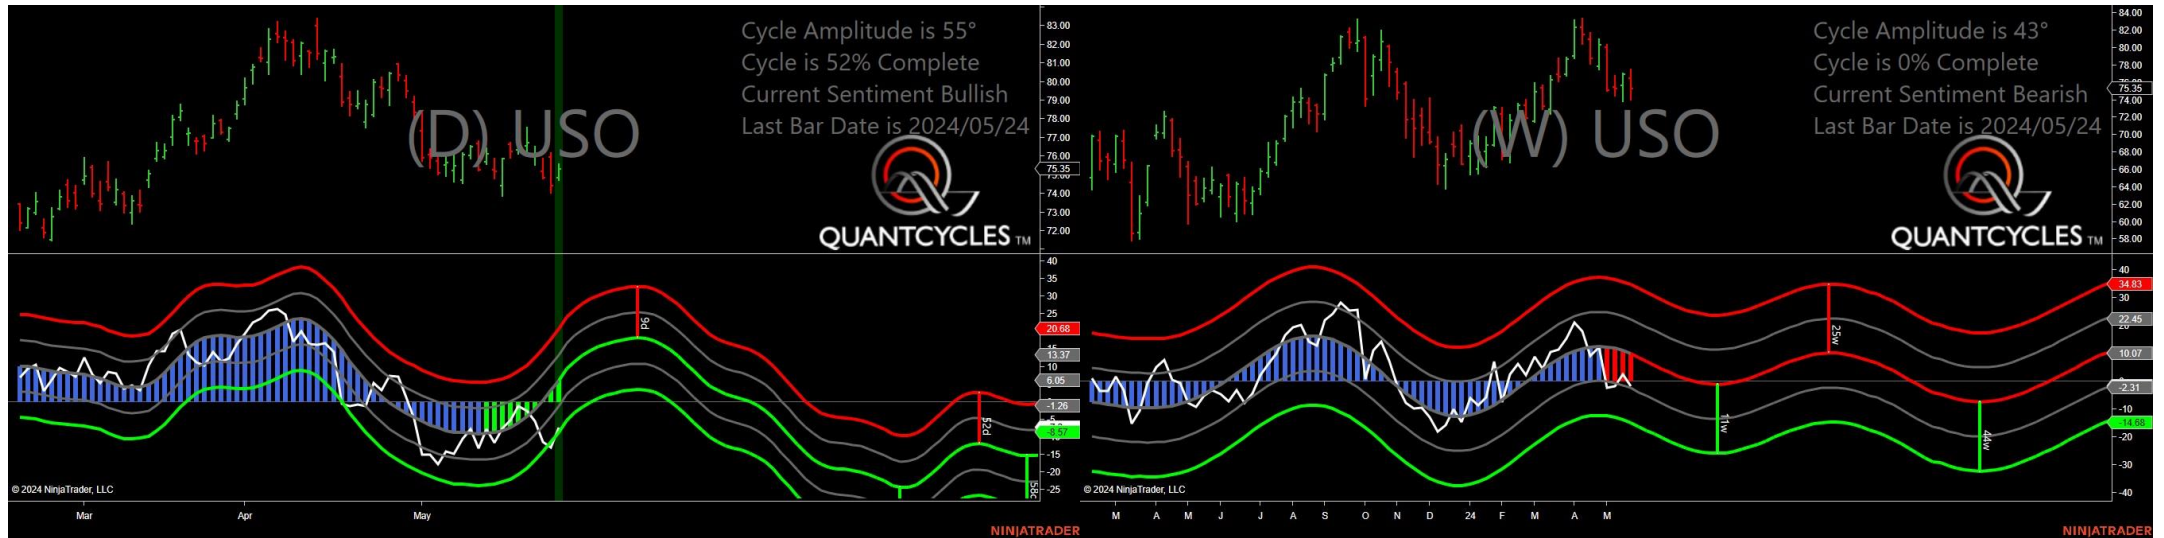 Cycle Amplitude is 55°
Cycle is 52% Complete
Current Sentiment Bullish
Last Bar Date is 2024/05/24
(D) USO
QUANTCYCLES TM
83.00
82.00
81.00
80.00
79.00
78.00
77.00
76.00
75.35
74.00
73.00
72.00
40
35
30
25
20.68
15
13.37
10
6.05
-1.26
-8.57
-15
-20
-25
9d
52d
© 2024 NinjaTrader, LLC
Mar Apr May
NINJATRADER
Cycle Amplitude is 43°
Cycle is 0% Complete
Current Sentiment Bearish
Last Bar Date is 2024/05/24
(W) USO
QUANTCYCLES TM
84.00
82.00
80.00
78.00
75.35
74.00
72.00
70.00
68.00
66.00
64.00
62.00
60.00
58.00
40
34.83
30
22.45
10.07
-2.31
-10
-14.68
-20
-30
-40
25w
11w
44w
© 2024 NinjaTrader, LLC
M A M J J A S O N D 24 F M A M
NINJATRADER